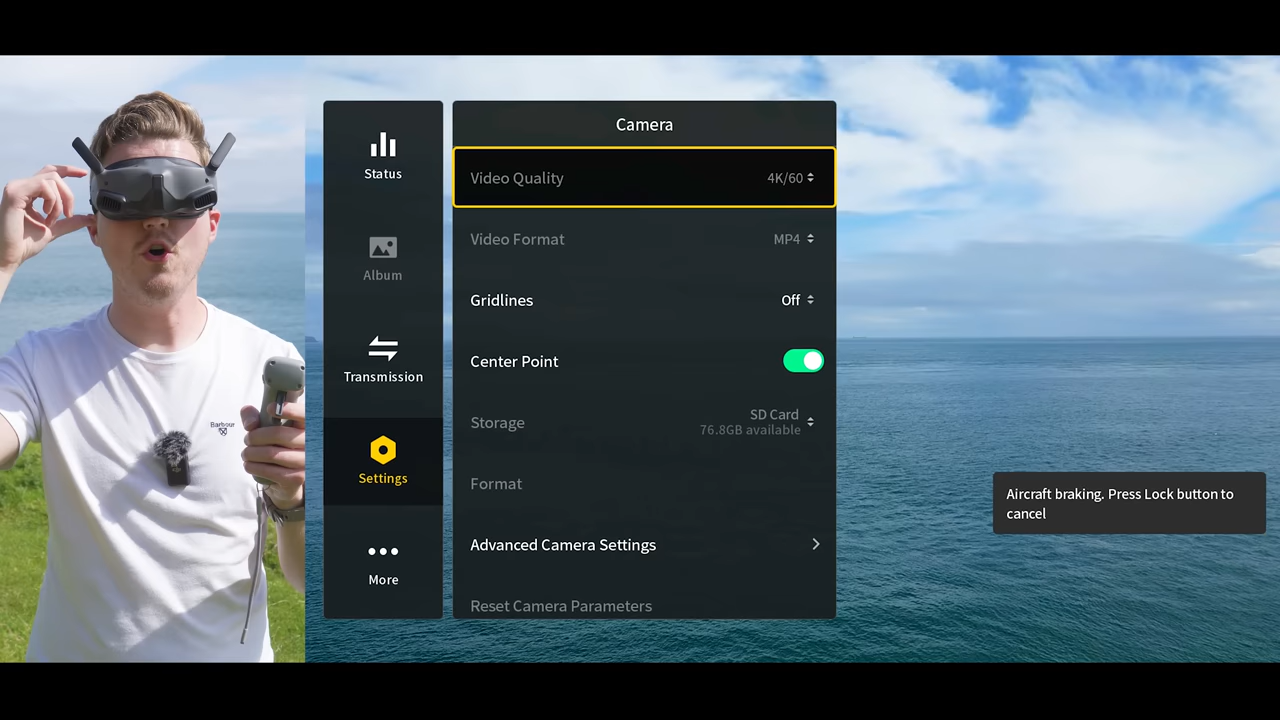 Camera
Status
Video Quality
4K/60
Video Format
MP4
Album
Gridlines
Off
Center Point
Transmission
Storage
SD Card
76.8GB available
Barbour
Settings
Format
Aircraft braking. Press Lock button to
cancel
Advanced Camera Settings
More
Reset Camera Parameters